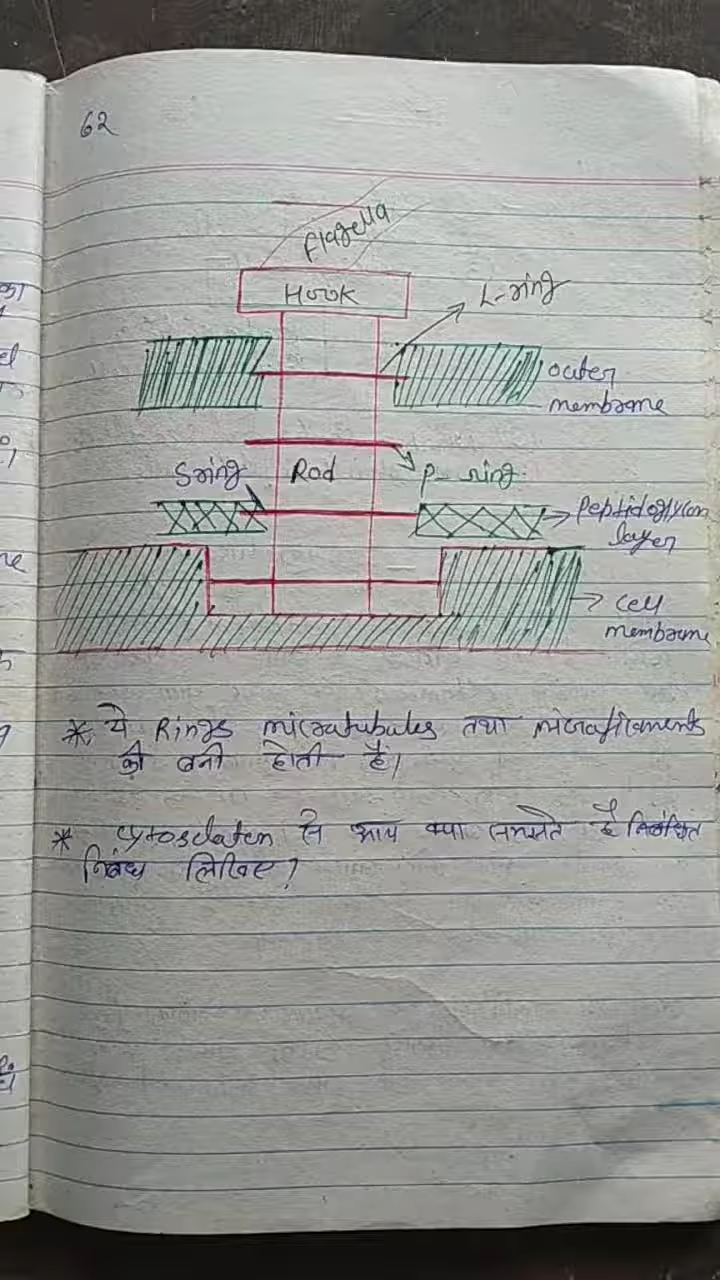 62
Flagella
Hook
L-ring
outer
membrane
S ring
Rod
P-ring
Peptidoglycan
layer
cell
membrane
*, ये Rings microtubules तथा microfilaments
की बनी होती है।
* cytosclaten से आप क्या समझते है निबंधित
निबंध लिखिए?